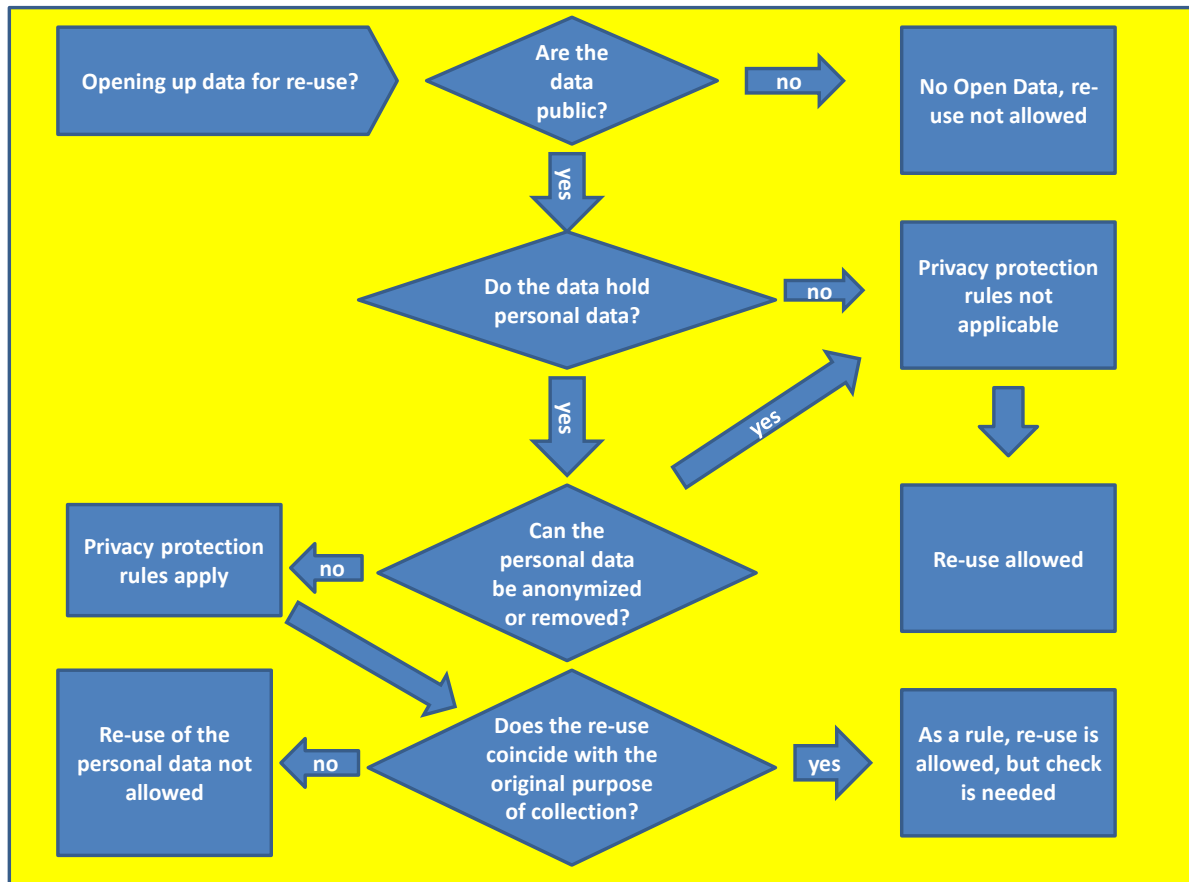 Opening up data for re-use?
Are the
data
public?
no
No Open Data, re-
use not allowed
yes
Do the data hold
personal data?
no
Privacy protection
rules not
applicable
yes
yes
Can the
personal data
be anonymized
or removed?
no
Privacy protection
rules apply
Re-use allowed
Does the re-use
coincide with the
original purpose
of collection?
no
Re-use of the
personal data not
allowed
yes
As a rule, re-use is
allowed, but check
is needed